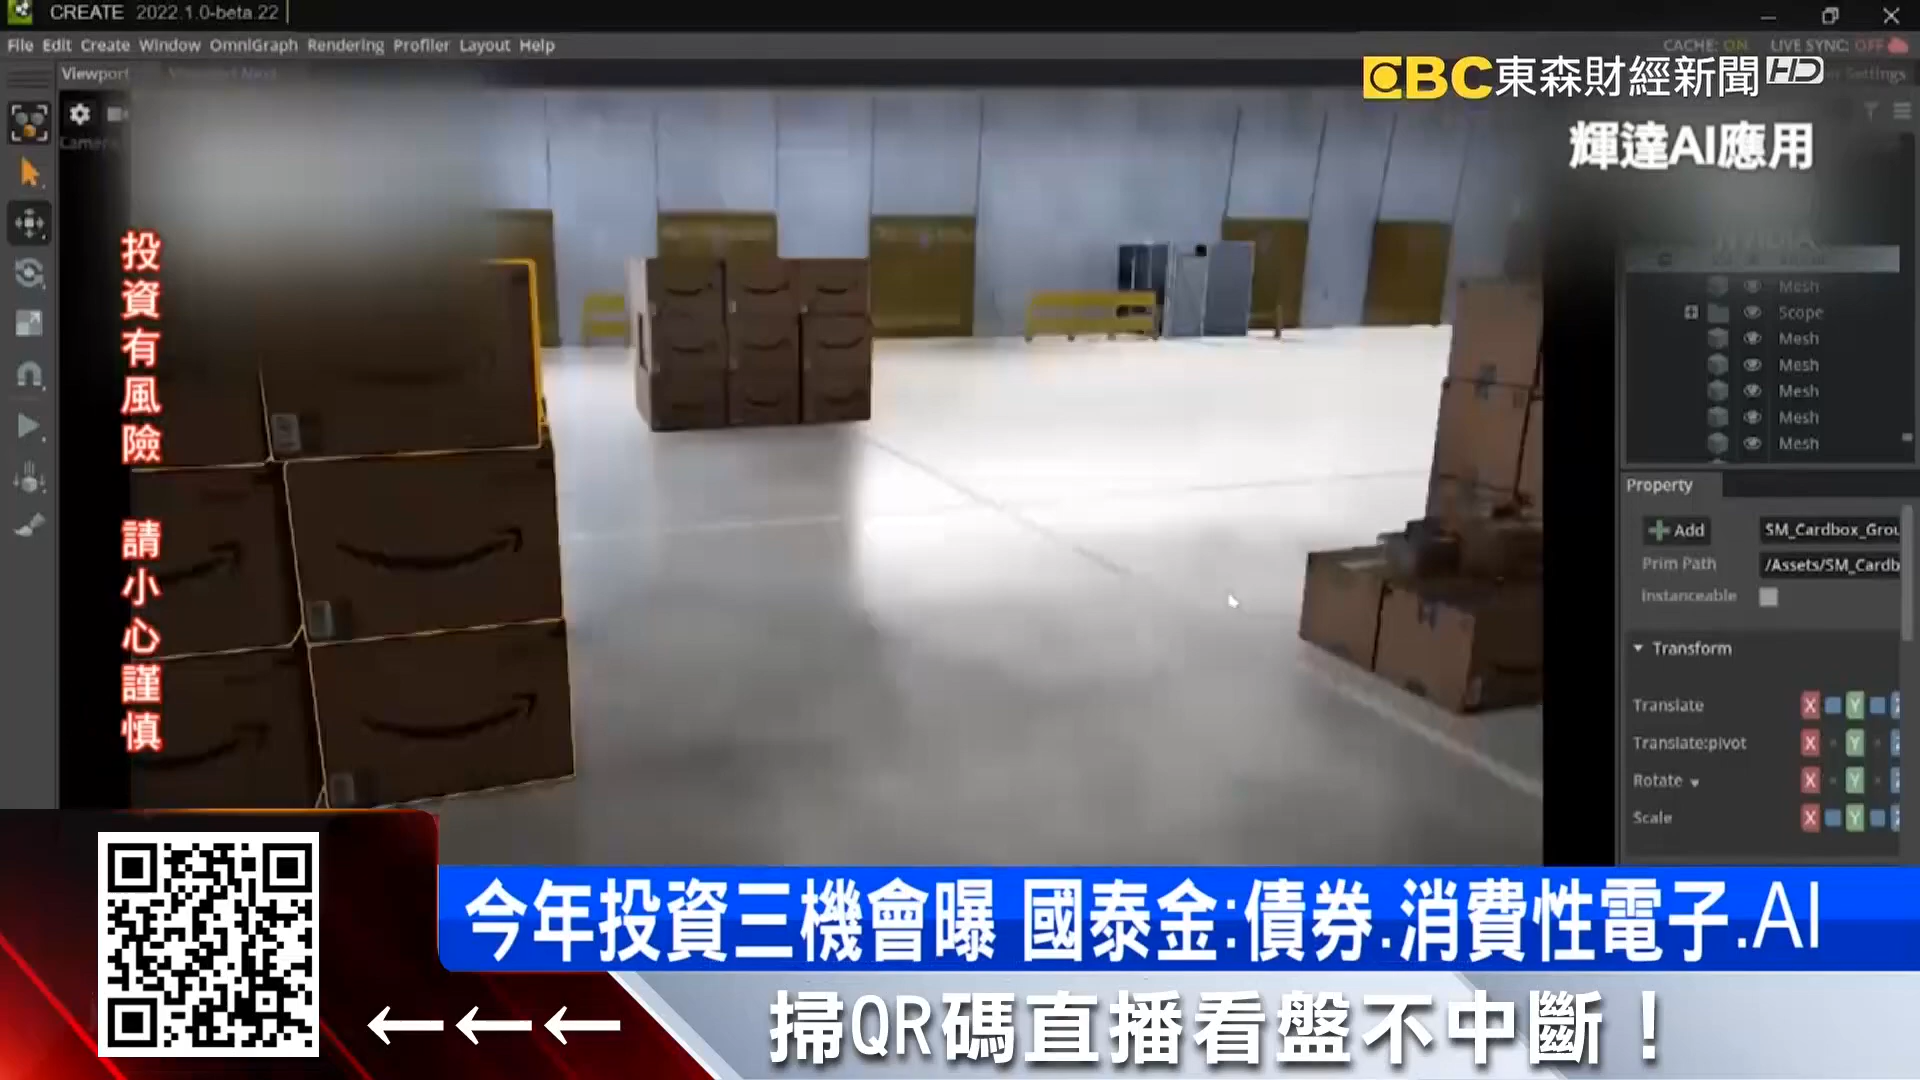 CREATE 2022.1.0-beta.22
File Edit Create Window OmniGraph Rendering Profiler Layout Help
CACHE: ON LIVE SYNC: OFF
Viewport
EBC東森財經新聞HD
輝達AI應用
投資有風險 請小心謹慎
Mesh
Scope
Mesh
Mesh
Mesh
Mesh
Mesh
Property
Add SM_Cardbox_Grou
Prim Path /Assets/SM_Cardb
Instanceable
Transform
Translate X Y Z
Translate:pivot X Y Z
Rotate X Y Z
Scale X Y Z
今年投資三機會曝 國泰金:債券.消費性電子.AI
←←← 掃QR碼直播看盤不中斷！